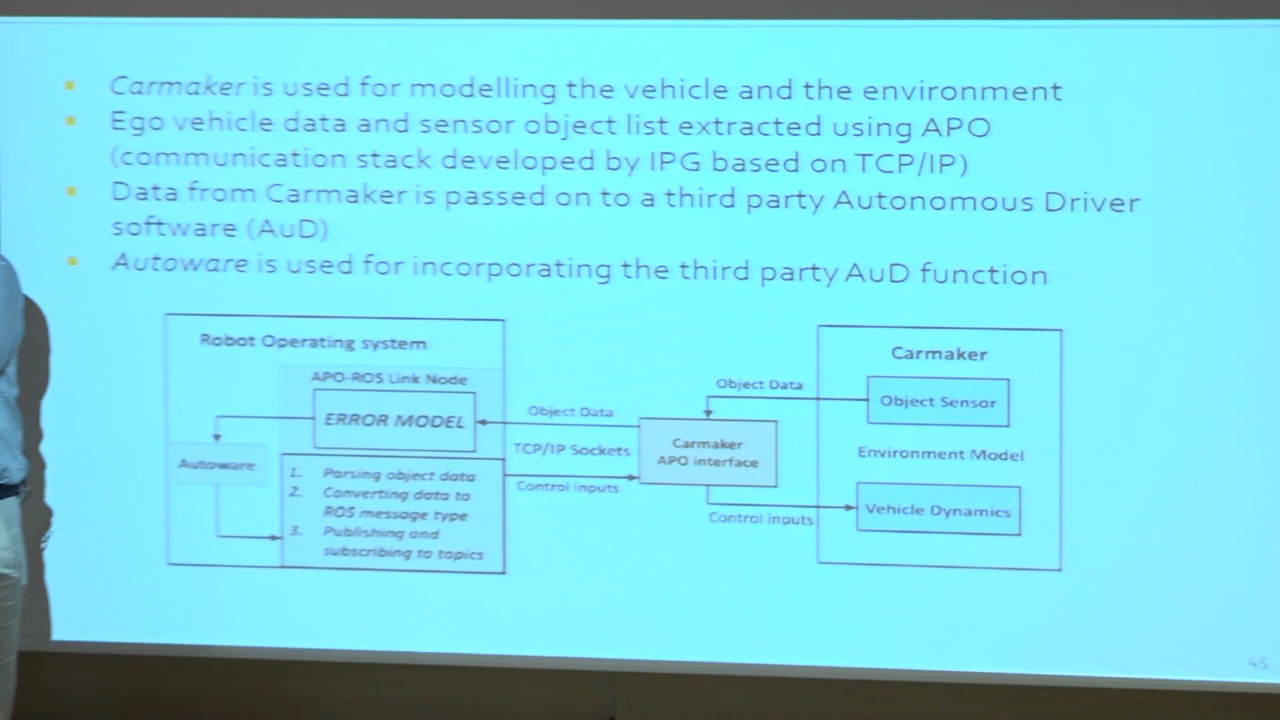 Carmaker is used for modelling the vehicle and the environment
Ego vehicle data and sensor object list extracted using APO
(communication stack developed by IPG based on TCP/IP)
Data from Carmaker is passed on to a third party Autonomous Driver
software (AuD)
Autoware is used for incorporating the third party AuD function
Robot Operating system
APO-ROS Link Node
ERROR MODEL
Autoware
1. Parsing object data
2. Converting data to
ROS message type
3. Publishing and
subscribing to topics
Object Data
TCP/IP Sockets
Control inputs
Carmaker
APO interface
Object Data
Control inputs
Carmaker
Object Sensor
Environment Model
Vehicle Dynamics
45